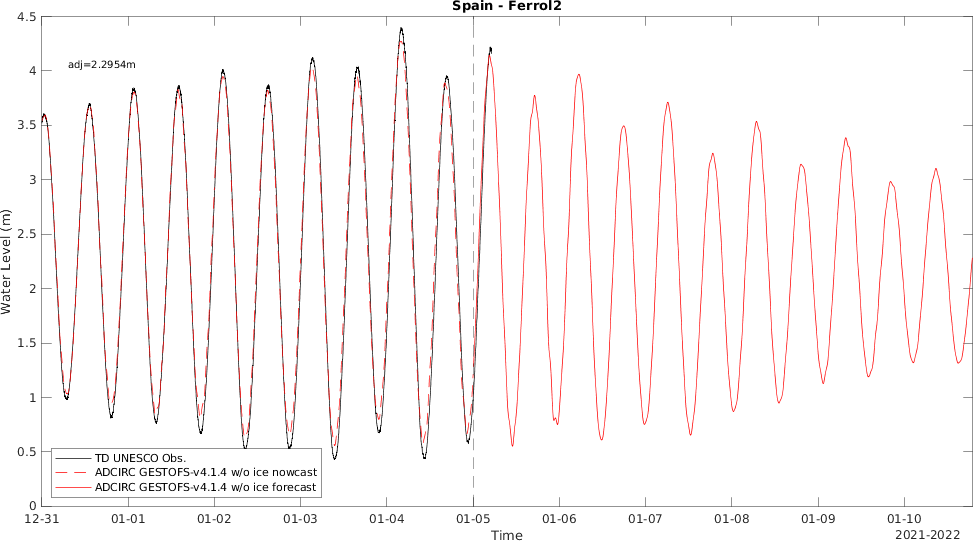 Spain - Ferrol2
4.5
4
3.5
3
2.5
2
1.5
1
0.5
0
Water Level (m)
adj=2.2954m
TD UNESCO Obs.
ADCIRC GESTOFS-v4.1.4 w/o ice nowcast
ADCIRC GESTOFS-v4.1.4 w/o ice forecast
12-31 01-01 01-02 01-03 01-04 01-05 01-06 01-07 01-08 01-09 01-10
Time
2021-2022